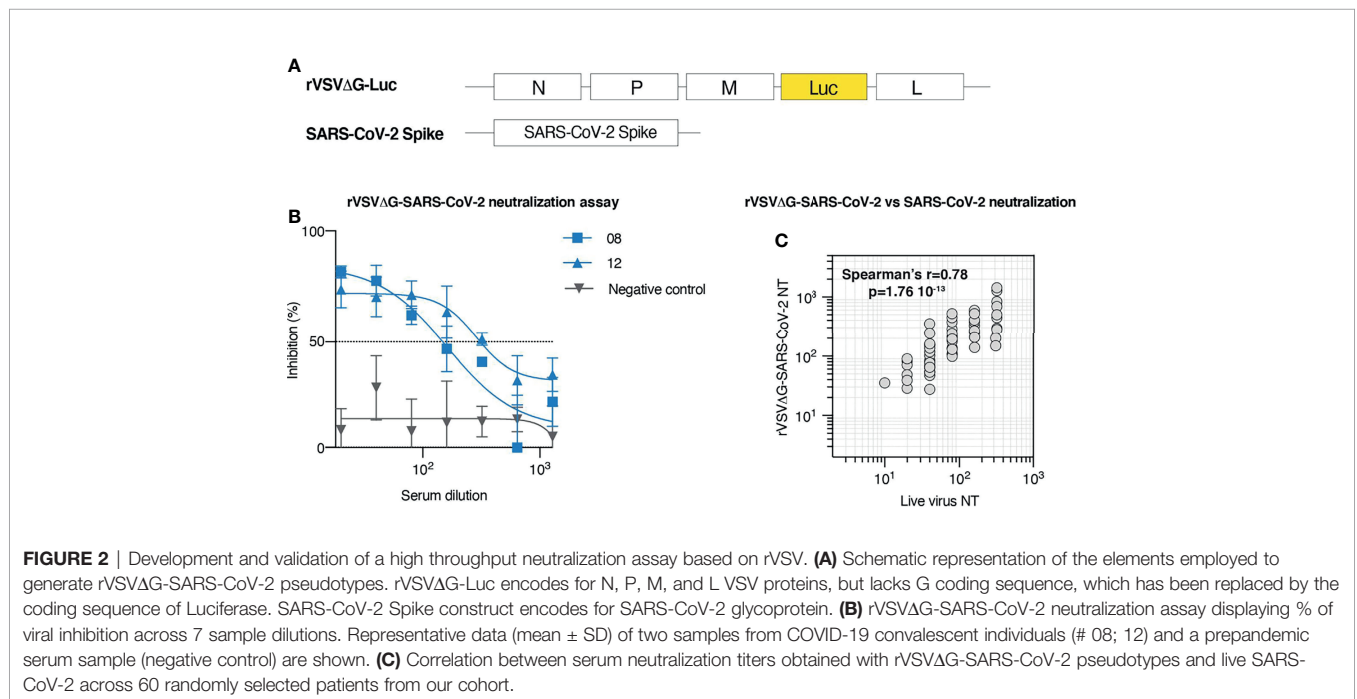 A
rVSVΔG-Luc
N P M Luc L
SARS-CoV-2 Spike
SARS-CoV-2 Spike
rVSVΔG-SARS-CoV-2 neutralization assay
B
100
50
0
Inhibition (%)
10²
10³
Serum dilution
08
12
Negative control
rVSVΔG-SARS-CoV-2 vs SARS-CoV-2 neutralization
C
Spearman's r=0.78
p=1.76 10⁻¹³
rVSVΔG-SARS-CoV-2 NT
10³
10²
10¹
10¹
10²
10³
Live virus NT
FIGURE 2 | Development and validation of a high throughput neutralization assay based on rVSV. (A) Schematic representation of the elements employed to
generate rVSVΔG-SARS-CoV-2 pseudotypes. rVSVΔG-Luc encodes for N, P, M, and L VSV proteins, but lacks G coding sequence, which has been replaced by the
coding sequence of Luciferase. SARS-CoV-2 Spike construct encodes for SARS-CoV-2 glycoprotein. (B) rVSVΔG-SARS-CoV-2 neutralization assay displaying % of
viral inhibition across 7 sample dilutions. Representative data (mean ± SD) of two samples from COVID-19 convalescent individuals (# 08; 12) and a prepandemic
serum sample (negative control) are shown. (C) Correlation between serum neutralization titers obtained with rVSVΔG-SARS-CoV-2 pseudotypes and live SARS-
CoV-2 across 60 randomly selected patients from our cohort.